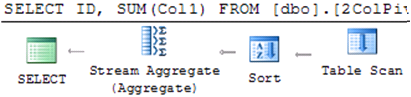 SELECT ID, SUM(Col1) FROM [dbo].[2ColPi
SELECT
Stream Aggregate
(Aggregate)
Sort
Table Scan